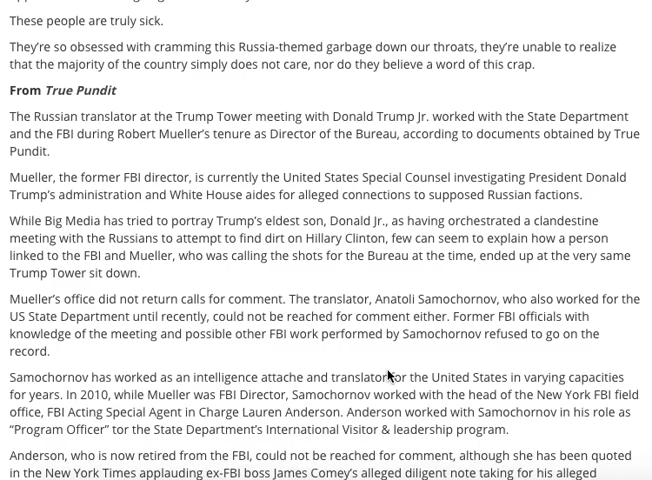 These people are truly sick.
They're so obsessed with cramming this Russia-themed garbage down our throats, they're unable to realize
that the majority of the country simply does not care, nor do they believe a word of this crap.
From True Pundit
The Russian translator at the Trump Tower meeting with Donald Trump Jr. worked with the State Department
and the FBI during Robert Mueller's tenure as Director of the Bureau, according to documents obtained by True
Pundit.
Mueller, the former FBI director, is currently the United States Special Counsel investigating President Donald
Trump's administration and White House aides for alleged connections to supposed Russian factions.
While Big Media has tried to portray Trump's eldest son, Donald Jr., as having orchestrated a clandestine
meeting with the Russians to attempt to find dirt on Hillary Clinton, few can seem to explain how a person
linked to the FBI and Mueller, who was calling the shots for the Bureau at the time, ended up at the very same
Trump Tower sit down.
Mueller's office did not return calls for comment. The translator, Anatoli Samochornov, who also worked for the
US State Department until recently, could not be reached for comment either. Former FBI officials with
knowledge of the meeting and possible other FBI work performed by Samochornov refused to go on the
record.
Samochornov has worked as an intelligence attache and translator for the United States in varying capacities
for years. In 2010, while Mueller was FBI Director, Samochornov worked with the head of the New York FBI field
office, FBI Acting Special Agent in Charge Lauren Anderson. Anderson worked with Samochornov in his role as
"Program Officer" tor the State Department's International Visitor & leadership program.
Anderson, who is now retired from the FBI, could not be reached for comment, although she has been quoted
in the New York Times applauding ex-FBI boss James Comey's alleged diligent note taking for his alleged